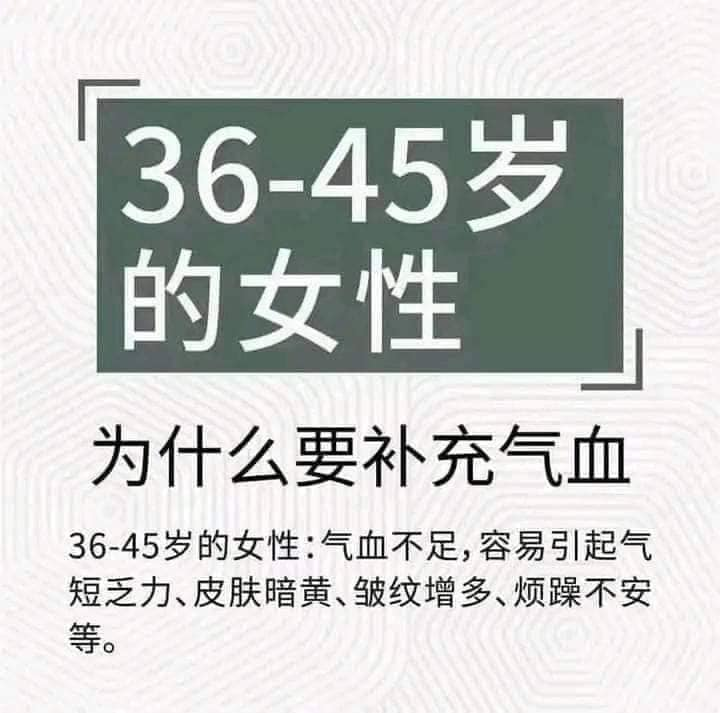 36-45岁
的女性
为什么要补充气血
36-45岁的女性：气血不足，容易引起气
短乏力、皮肤暗黄、皱纹增多、烦躁不安
等。